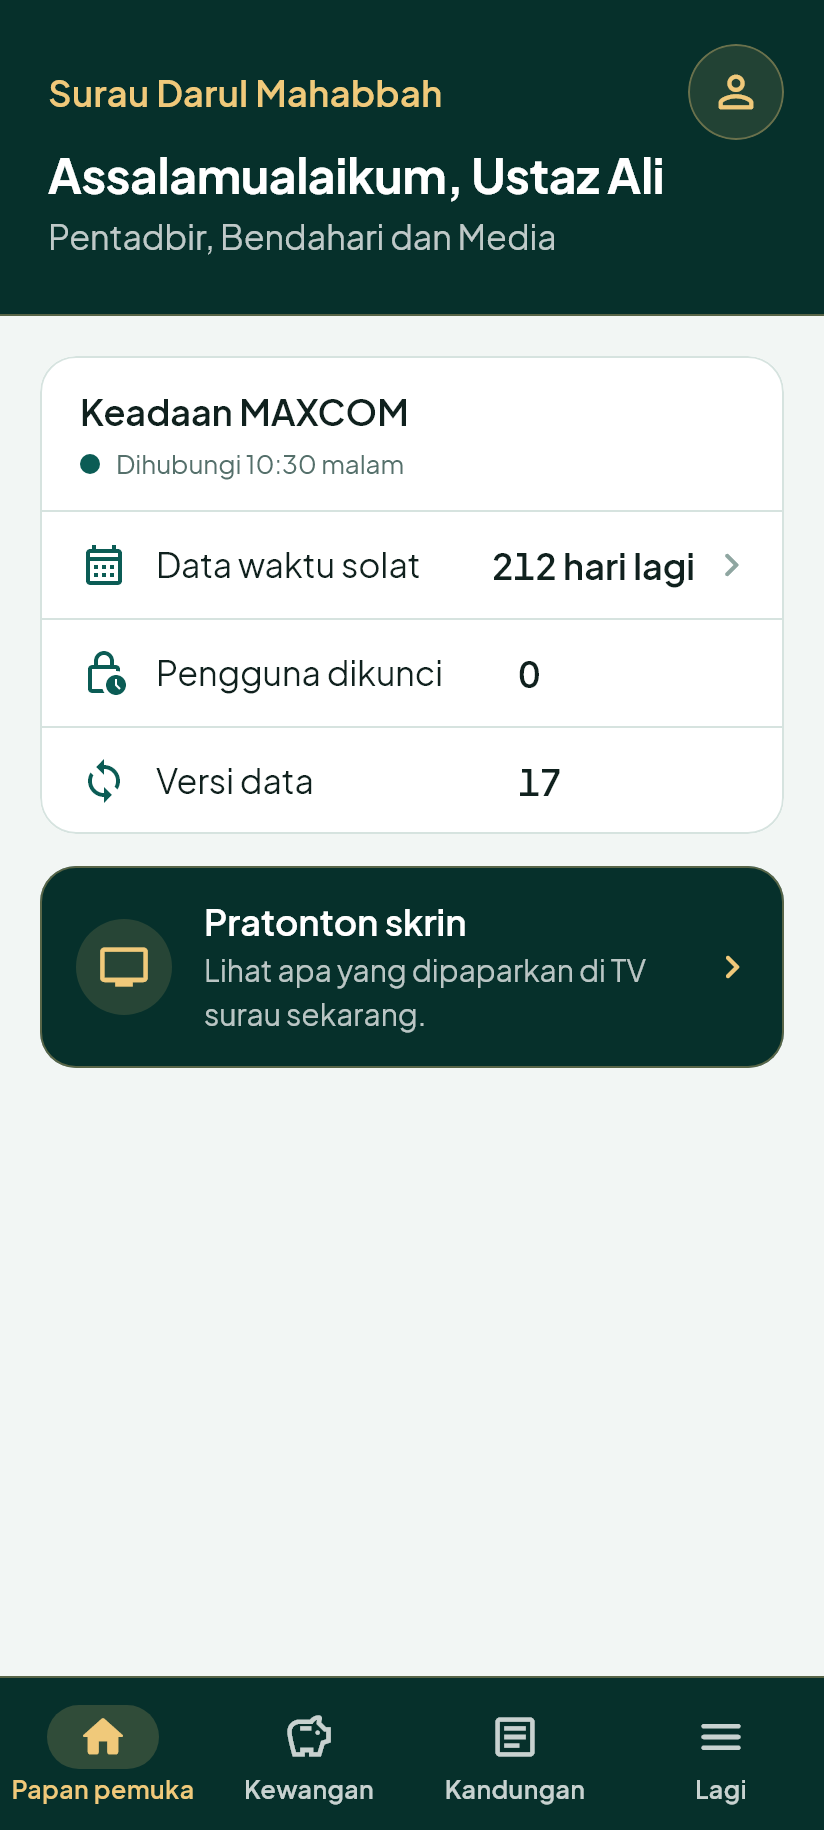 Surau Darul Mahabbah
Assalamualaikum, Ustaz Ali
Pentadbir, Bendahari dan Media
Keadaan MAXCOM
Dihubungi 10:30 malam
Data waktu solat 212 hari lagi
Pengguna dikunci 0
Versi data 17
Pratonton skrin
Lihat apa yang dipaparkan di TV
surau sekarang.
Papan pemuka Kewangan Kandungan Lagi